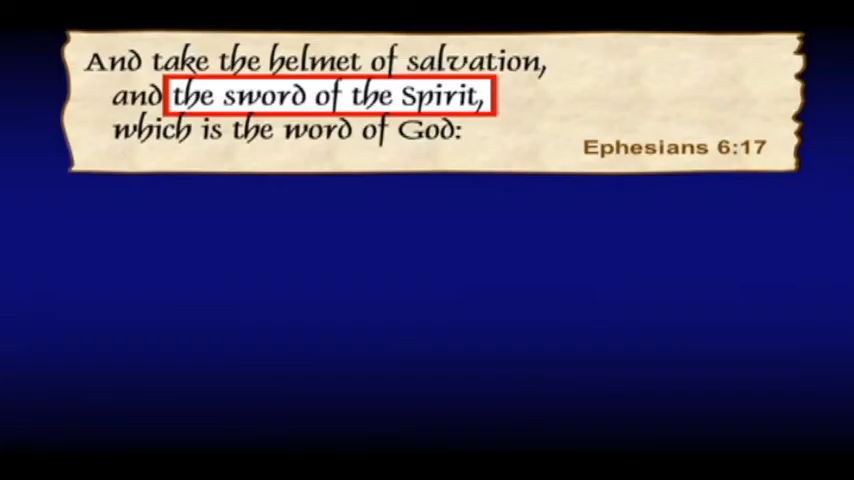 And take the helmet of salvation,
and the sword of the Spirit,
which is the word of God:
Ephesians 6:17